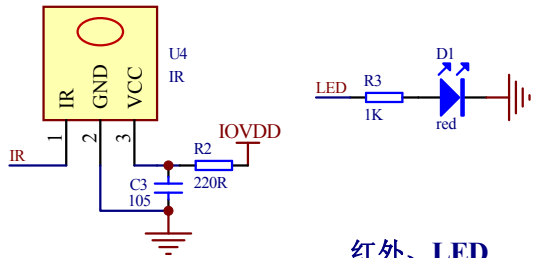 U4
IR
IR
GND
VCC
1
2
3
IR
IOVDD
R2
220R
C3
105
D1
LED
R3
1K
red
红外、LED